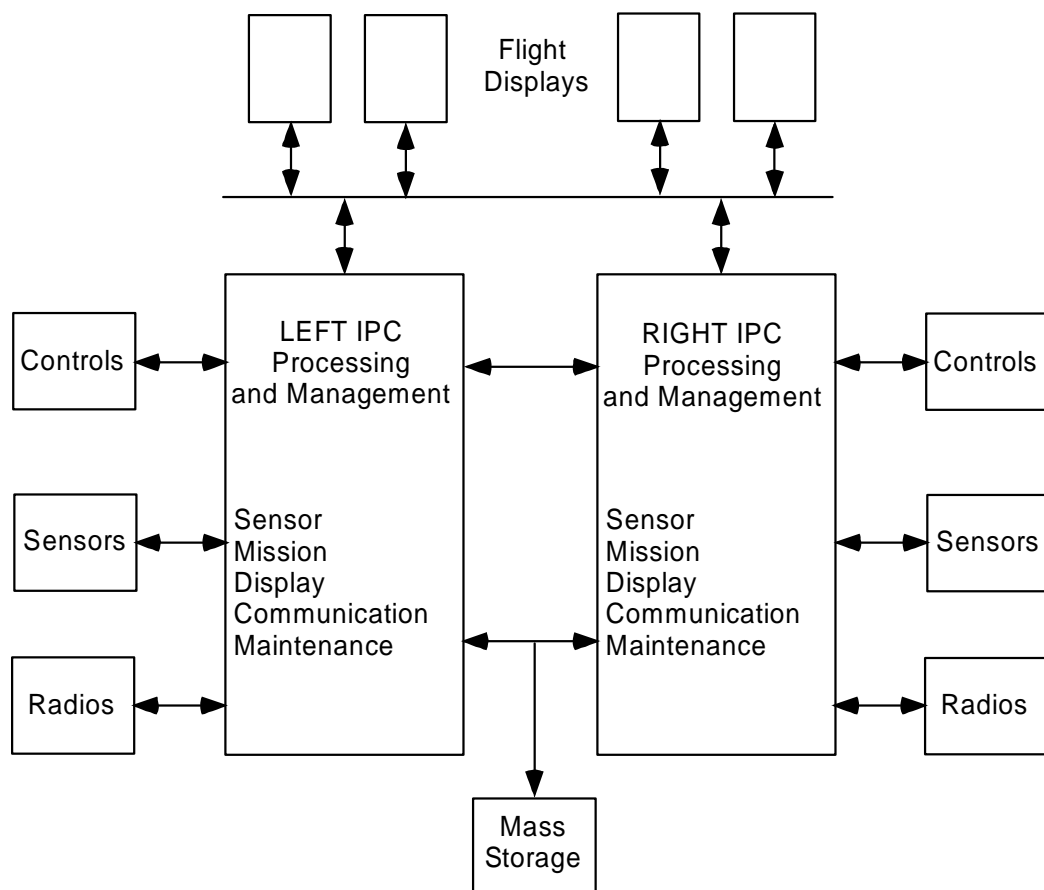 Flight
Displays
LEFT IPC
Processing
and Management
RIGHT IPC
Processing
and Management
Controls
Controls
Sensors
Sensor
Mission
Display
Communication
Maintenance
Sensor
Mission
Display
Communication
Maintenance
Sensors
Radios
Radios
Mass
Storage